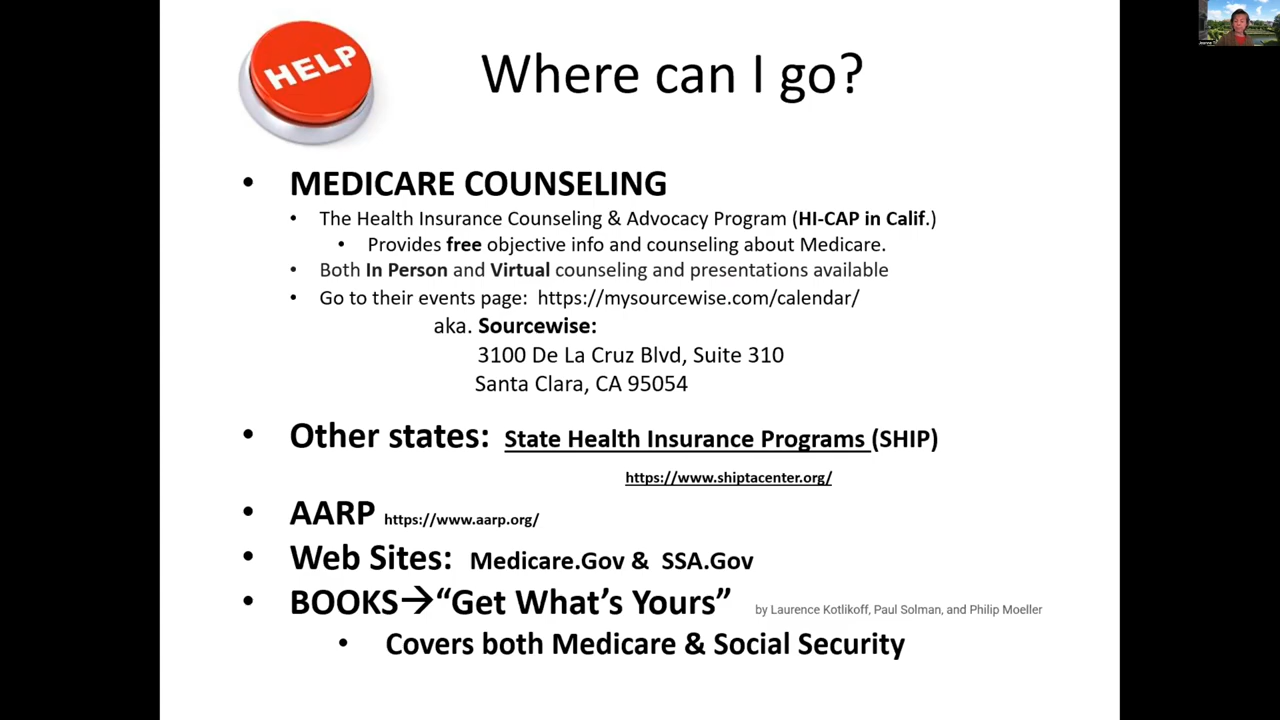 HELP
Where can I go?
• MEDICARE COUNSELING
• The Health Insurance Counseling & Advocacy Program (HI-CAP in Calif.)
• Provides free objective info and counseling about Medicare.
• Both In Person and Virtual counseling and presentations available
• Go to their events page: https://mysourcewise.com/calendar/
aka. Sourcewise:
3100 De La Cruz Blvd, Suite 310
Santa Clara, CA 95054
• Other states: State Health Insurance Programs (SHIP)
https://www.shiptacenter.org/
• AARP https://www.aarp.org/
• Web Sites: Medicare.Gov & SSA.Gov
• BOOKS→“Get What’s Yours” by Laurence Kotlikoff, Paul Solman, and Philip Moeller
• Covers both Medicare & Social Security